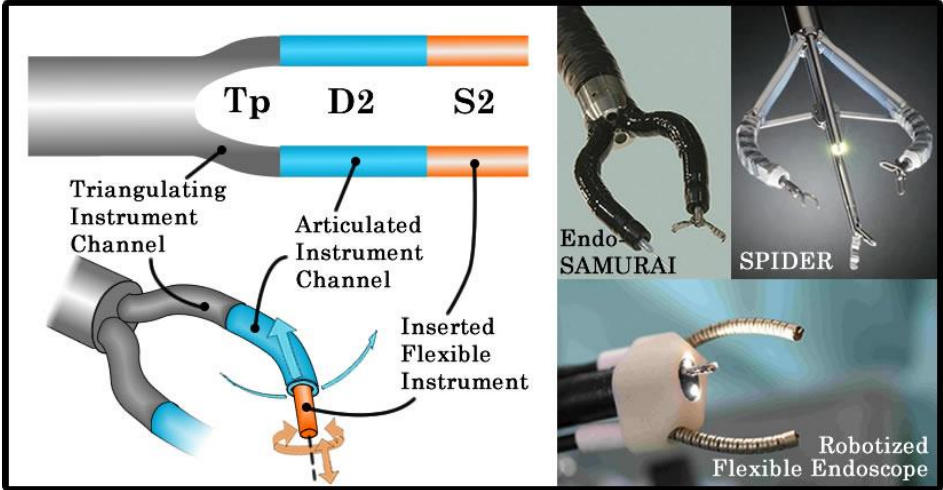 Tp D2 S2
Triangulating
Instrument
Channel
Articulated
Instrument
Channel
Inserted
Flexible
Instrument
Endo-
SAMURAI
SPIDER
Robotized
Flexible Endoscope